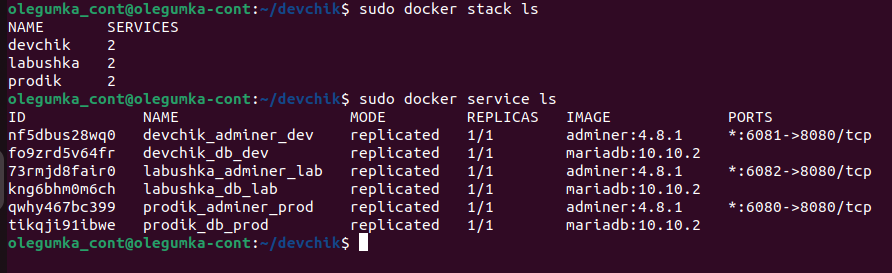 olegumka_cont@olegumka-cont:~/devchik$ sudo docker stack ls
NAME       SERVICES
devchik    2
labushka   2
prodik     2
olegumka_cont@olegumka-cont:~/devchik$ sudo docker service ls
ID             NAME                   MODE         REPLICAS   IMAGE             PORTS
nf5dbus28wq0   devchik_adminer_dev    replicated   1/1        adminer:4.8.1     *:6081->8080/tcp
fo9zrd5v64fr   devchik_db_dev         replicated   1/1        mariadb:10.10.2
73rmjd8fair0   labushka_adminer_lab   replicated   1/1        adminer:4.8.1     *:6082->8080/tcp
kng6bhm0m6ch   labushka_db_lab        replicated   1/1        mariadb:10.10.2
qwhy467bc399   prodik_adminer_prod    replicated   1/1        adminer:4.8.1     *:6080->8080/tcp
tikqji91ibwe   prodik_db_prod         replicated   1/1        mariadb:10.10.2
olegumka_cont@olegumka-cont:~/devchik$